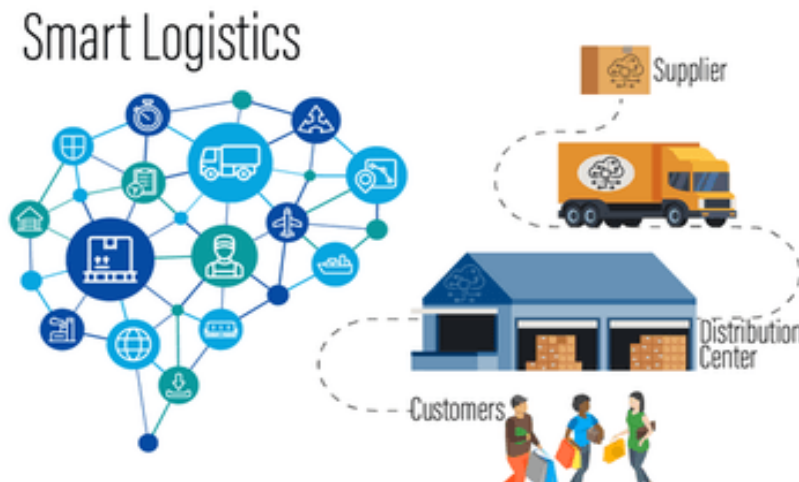 Smart Logistics
Supplier
Distribution
Center
Customers